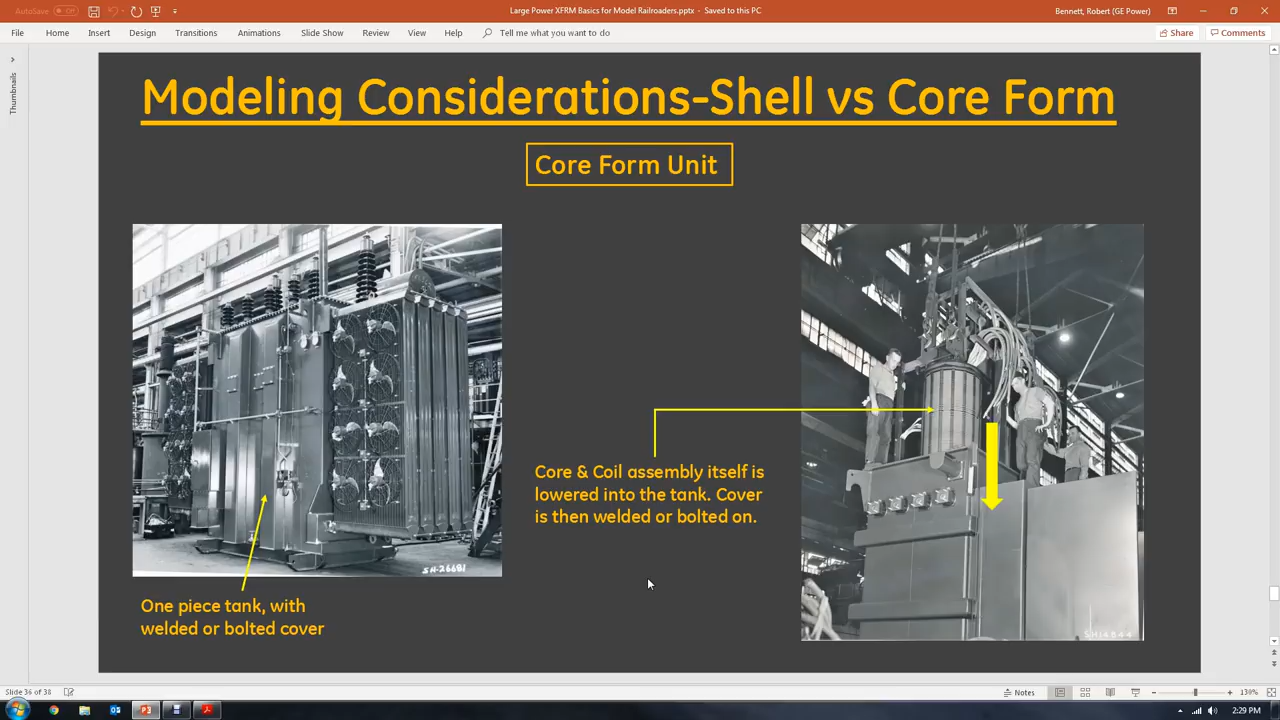 AutoSave Off
Large Power XFRM Basics for Model Railroaders.pptx - Saved to this PC
Bennett, Robert (GE Power)
File Home Insert Design Transitions Animations Slide Show Review View Help Tell me what you want to do Share Comments
Thumbnails
Modeling Considerations-Shell vs Core Form
Core Form Unit
Core & Coil assembly itself is
lowered into the tank. Cover
is then welded or bolted on.
SN-26681
One piece tank, with
welded or bolted cover
SN14844
Slide 36 of 38
Notes
130%
2:29 PM